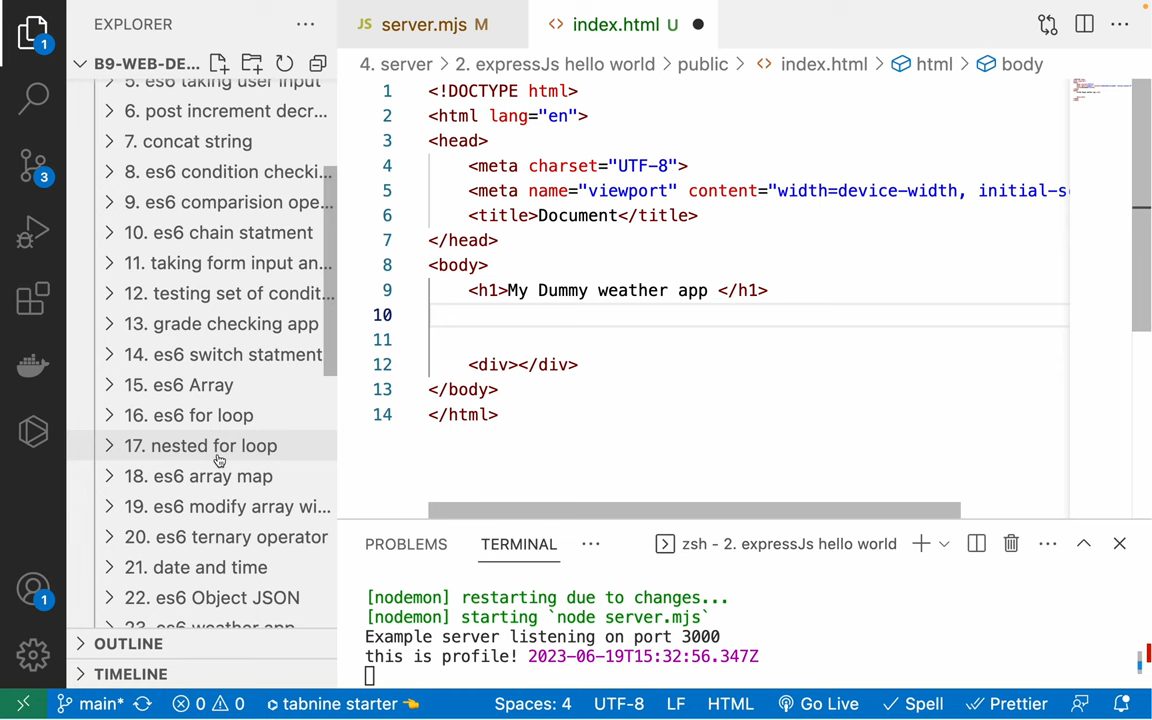 EXPLORER
B9-WEB-DE...
5. es6 taking user input
6. post increment decr...
7. concat string
8. es6 condition checki...
9. es6 comparision ope...
10. es6 chain statment
11. taking form input an...
12. testing set of condit...
13. grade checking app
14. es6 switch statment
15. es6 Array
16. es6 for loop
17. nested for loop
18. es6 array map
19. es6 modify array wi...
20. es6 ternary operator
21. date and time
22. es6 Object JSON
23. es6 weather app
OUTLINE
TIMELINE
1
3
1
JS server.mjs M
<> index.html U
4. server > 2. expressJs hello world > public > <> index.html > html > body
1 <!DOCTYPE html>
2 <html lang="en">
3 <head>
4 <meta charset="UTF-8">
5 <meta name="viewport" content="width=device-width, initial-s
6 <title>Document</title>
7 </head>
8 <body>
9 <h1>My Dummy weather app </h1>
10
11
12 <div></div>
13 </body>
14 </html>
PROBLEMS TERMINAL ... zsh - 2. expressJs hello world
[nodemon] restarting due to changes...
[nodemon] starting `node server.mjs`
Example server listening on port 3000
this is profile! 2023-06-19T15:32:56.347Z
main* 0 0 tabnine starter Spaces: 4 UTF-8 LF HTML Go Live Spell Prettier